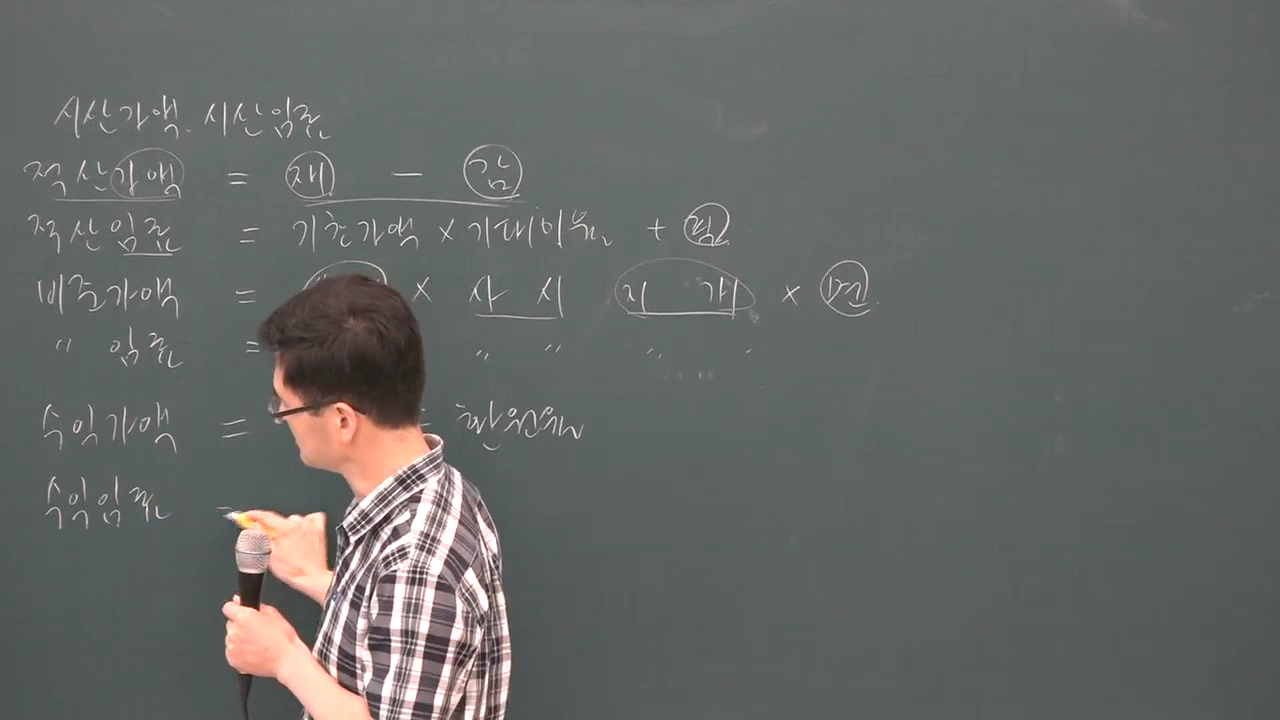 시산가액. 시산임료
적산가액 = 재 - 감
적산임료 = 기초가액 × 기대이율 + 필
비준가액 = × 사 시 지 개 × 면
〃 임료 = 〃 〃 〃 〃
수익가액 = = 환원율
수익임료 =